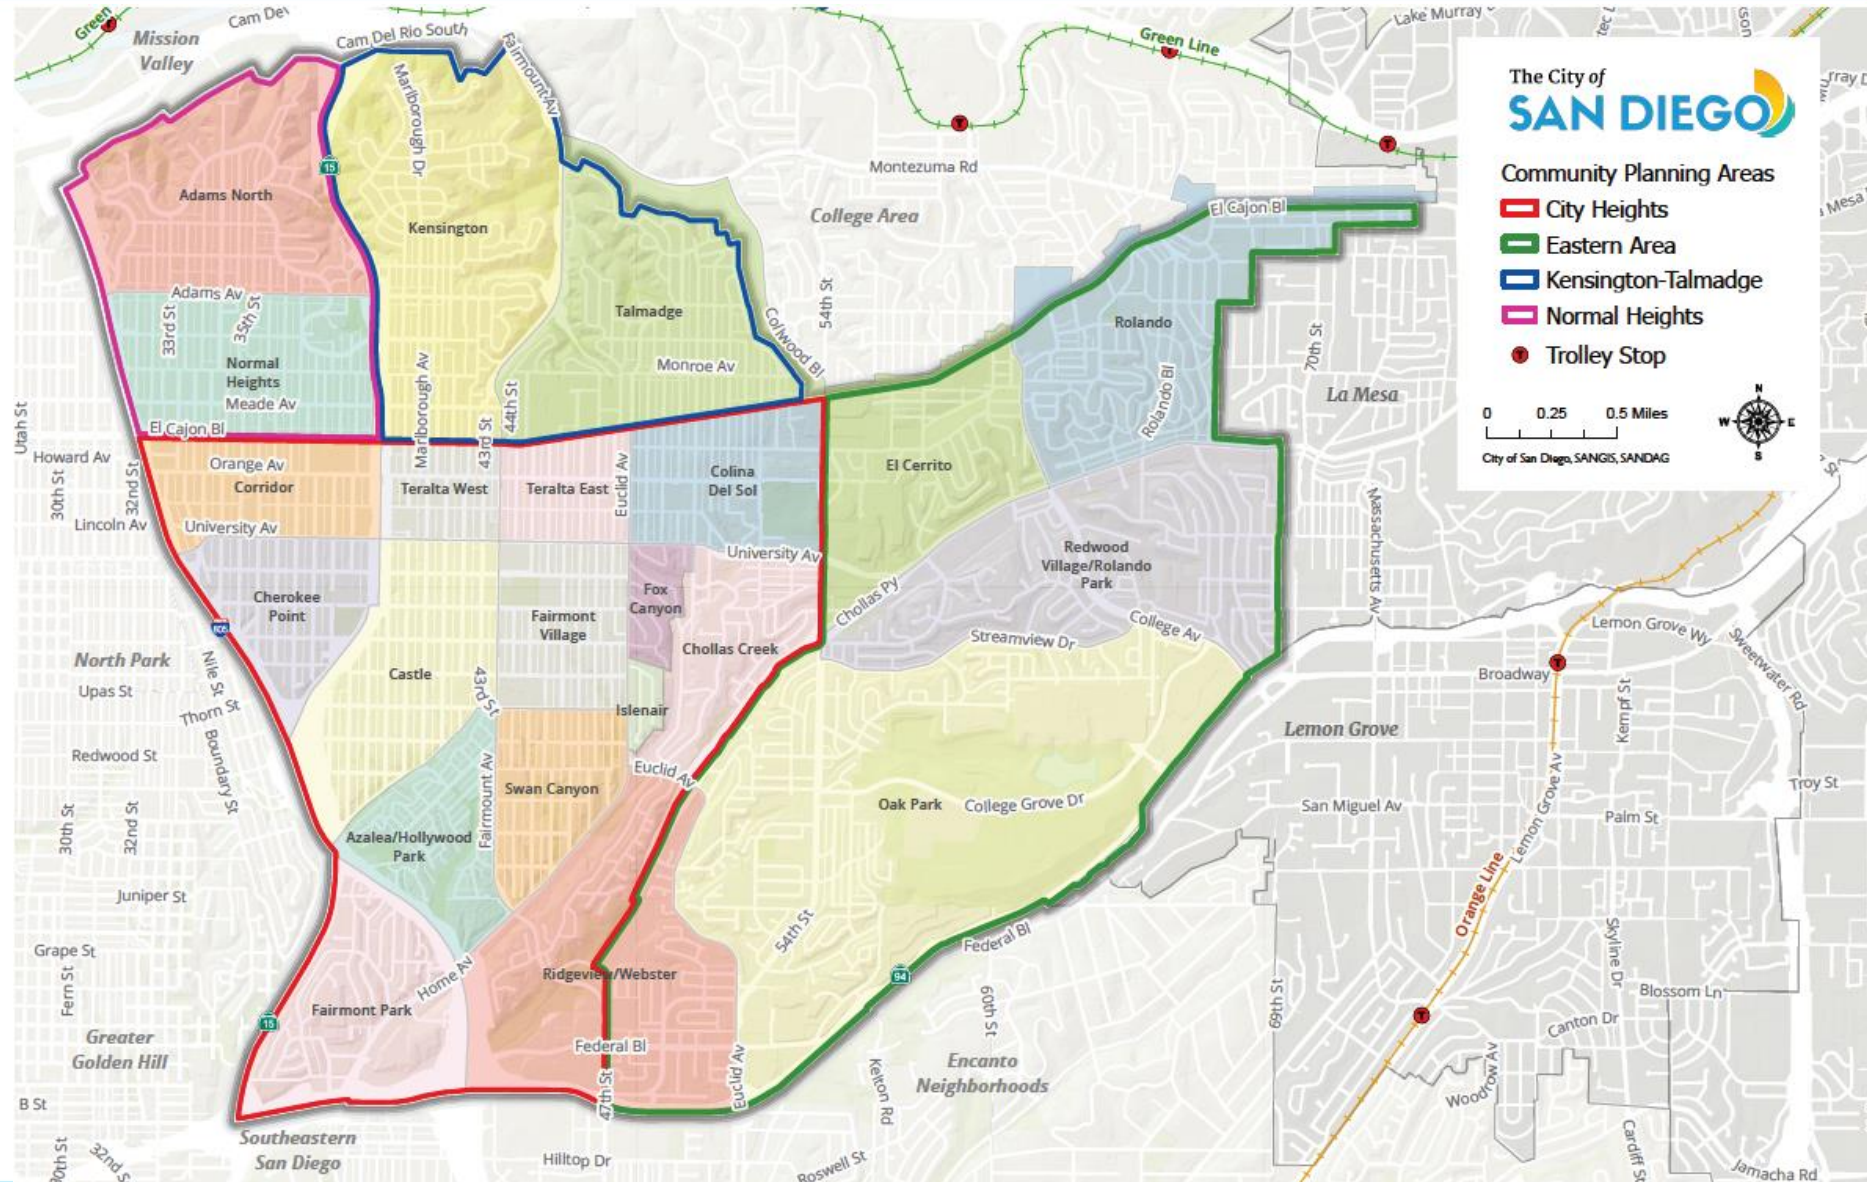 Green
Mission
Valley
Cam Del Rio South
Fairmount Av
Green Line
Lake Murray
The City of
SAN DIEGO
Community Planning Areas
City Heights
Eastern Area
Kensington-Talmadge
Normal Heights
Trolley Stop
0 0.25 0.5 Miles
City of San Diego, SANGIS, SANDAG
N
W E
S
Marlborough Dr
15
Montezuma Rd
Adams North
College Area
El Cajon Bl
Kensington
Adams Av
33rd St
35th St
Talmadge
54th St
Colwood Bl
Rolando
70th St
Normal
Heights
Monroe Av
Rolando Bl
La Mesa
Meade Av
Marlborough Av
44th St
43rd St
Utah St
El Cajon Bl
Howard Av
30th St
32nd St
Orange Av
Corridor
Teralta West
Teralta East
Euclid Av
Colina
Del Sol
El Cerrito
Massachusetts Av
Lincoln Av
University Av
University Av
Redwood
Village/Rolando
Park
Cherokee
Point
Fox
Canyon
Fairmont
Village
Chollas Py
Streamview Dr
College Av
Lemon Grove Wy
Sweetwater Rd
805
Chollas Creek
North Park
Nile St
Upas St
Castle
43rd St
Broadway
Kempf St
Thorn St
Boundary St
Islenair
Lemon Grove
Redwood St
Euclid Av
Fairmount Av
Swan Canyon
Oak Park
College Grove Dr
San Miguel Av
Lemon Grove Av
Palm St
Troy St
30th St
32nd St
Azalea/Hollywood
Park
Juniper St
Orange Line
54th St
Federal Bl
Skyline Dr
Grape St
Fern St
Home Av
Ridgeview/Webster
94
Fairmont Park
15
60th St
69th St
Blossom Ln
Canton Dr
Greater
Golden Hill
Federal Bl
Encanto
Neighborhoods
Woodrow Av
Kelton Rd
Euclid Av
47th St
B St
Southeastern
San Diego
Hilltop Dr
Roswell St
Cardiff St
Jamacha Rd